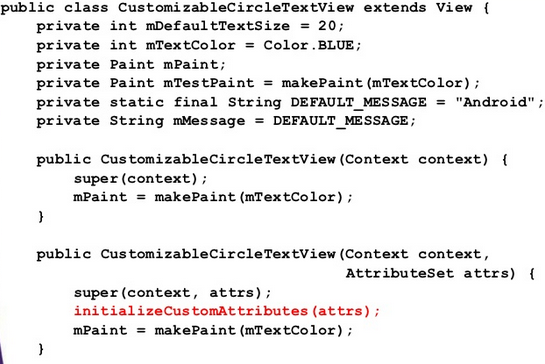 public class CustomizableCircleTextView extends View {
    private int mDefaultTextSize = 20;
    private int mTextColor = Color.BLUE;
    private Paint mPaint;
    private Paint mTestPaint = makePaint(mTextColor);
    private static final String DEFAULT_MESSAGE = "Android";
    private String mMessage = DEFAULT_MESSAGE;
    public CustomizableCircleTextView(Context context) {
        super(context);
        mPaint = makePaint(mTextColor);
    }
    public CustomizableCircleTextView(Context context,
                                      AttributeSet attrs) {
        super(context, attrs);
        initializeCustomAttributes(attrs);
        mPaint = makePaint(mTextColor);
    }